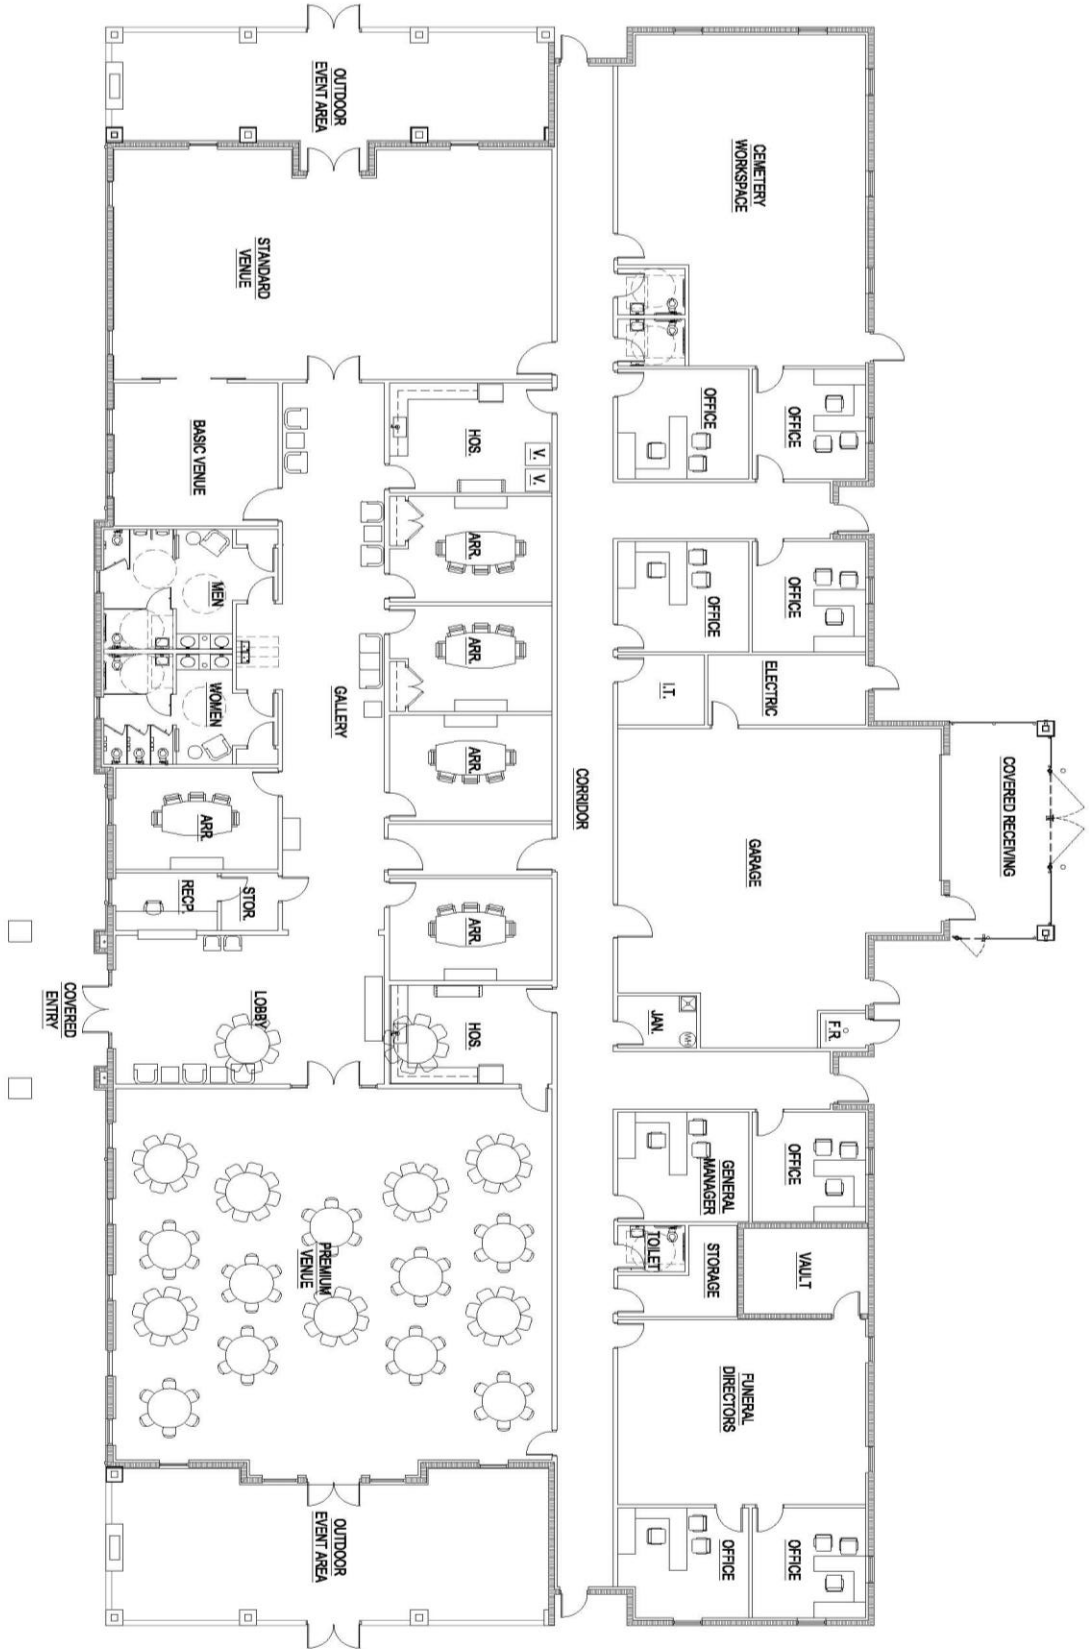 OUTDOOR
EVENT AREA
CEMETERY
WORKSPACE
STANDARD
VENUE
OFFICE
OFFICE
BASIC VENUE
HOS.
V.
V.
ARR.
MEN
OFFICE
OFFICE
ARR.
WOMEN
GALLERY
I.T.
ELECTRIC
ARR.
CORRIDOR
COVERED RECEIVING
GARAGE
ARR.
RECP.
STOR.
ARR.
COVERED
ENTRY
LOBBY
HOS.
JAN.
WH
F.R.
GENERAL
MANAGER
OFFICE
TOILET
STORAGE
VAULT
PREMIUM
VENUE
FUNERAL
DIRECTORS
OUTDOOR
EVENT AREA
OFFICE
OFFICE